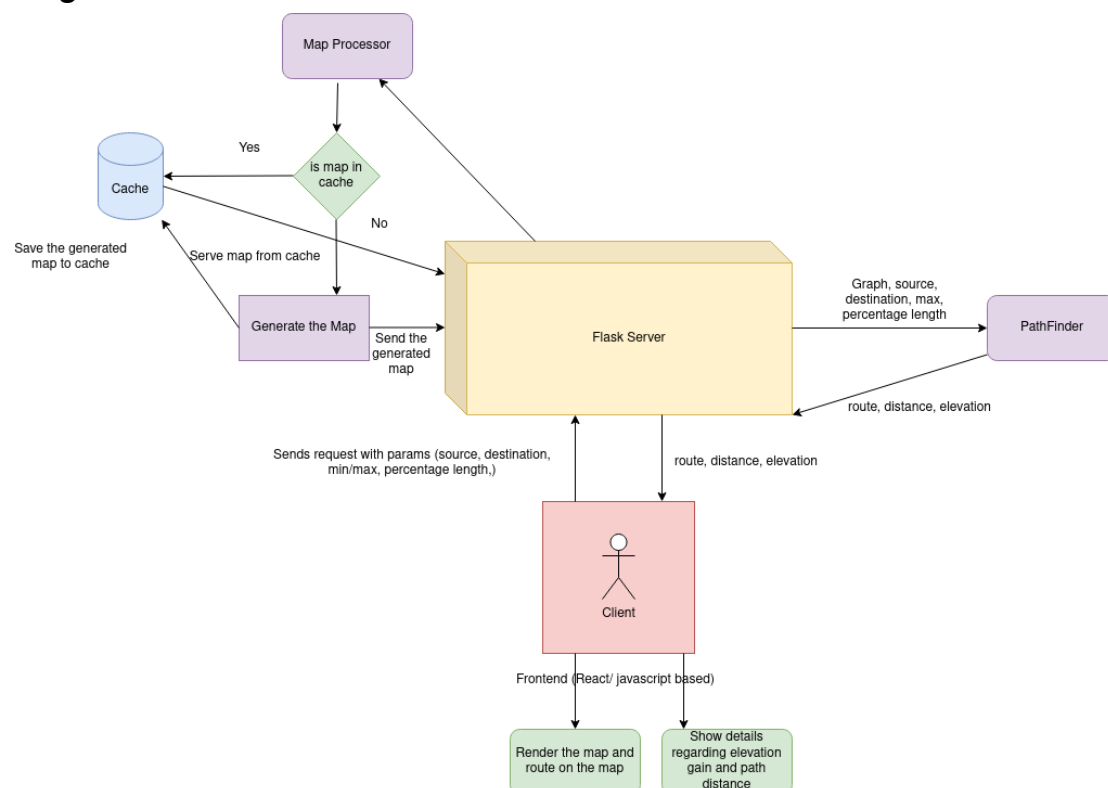 Map Processor
Yes
is map in
cache
Cache
No
Save the generated
map to cache
Serve map from cache
Generate the Map
Send the
generated
map
Flask Server
Graph, source,
destination, max,
percentage length
PathFinder
route, distance, elevation
Sends request with params (source, destination,
min/max, percentage length,)
route, distance, elevation
Client
Frontend (React/ javascript based)
Render the map and
route on the map
Show details
regarding elevation
gain and path
distance